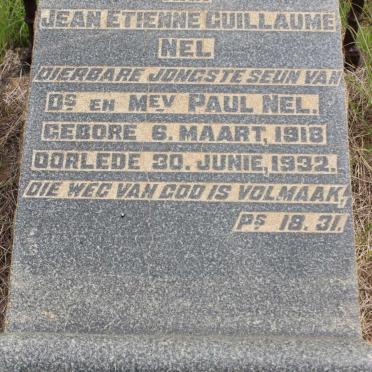 JEAN ETIENNE GUILLAUME
NEL
DIERBARE JONGSTE SEUN VAN
DS EN MEV PAUL NEL.
GEBORE 6. MAART, 1918
OORLEDE 30. JUNIE, 1932.
DIE WEG VAN GOD IS VOLMAAK,
PS 18. 31.